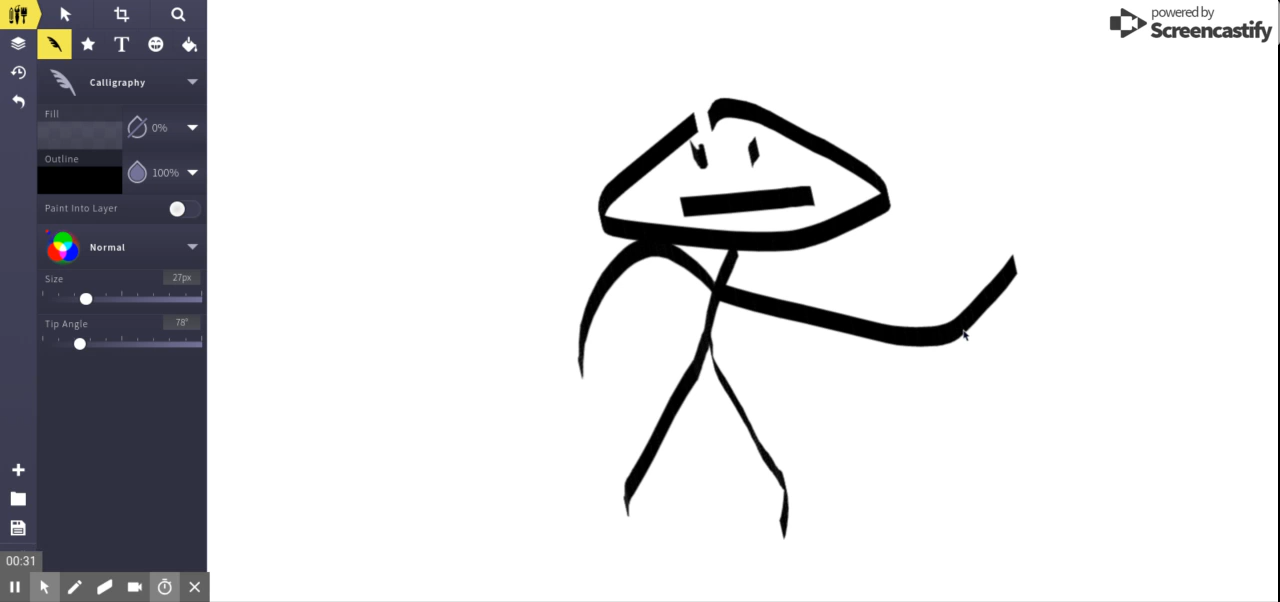 powered by
Screencastify
T
Calligraphy
Fill
0%
Outline
100%
Paint Into Layer
Normal
Size
27px
Tip Angle
78°
00:31